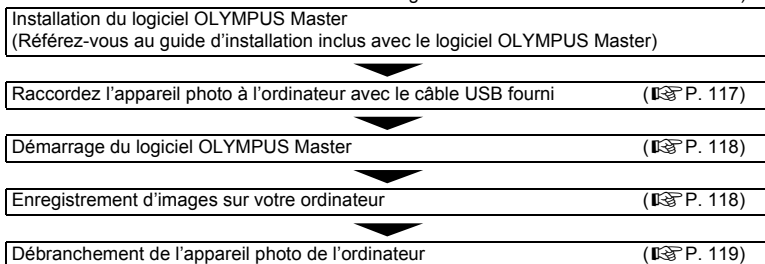 Installation du logiciel OLYMPUS Master
(Référez-vous au guide d'installation inclus avec le logiciel OLYMPUS Master)
Raccordez l'appareil photo à l'ordinateur avec le câble USB fourni (☞P. 117)
Démarrage du logiciel OLYMPUS Master (☞P. 118)
Enregistrement d'images sur votre ordinateur (☞P. 118)
Débranchement de l'appareil photo de l'ordinateur (☞P. 119)